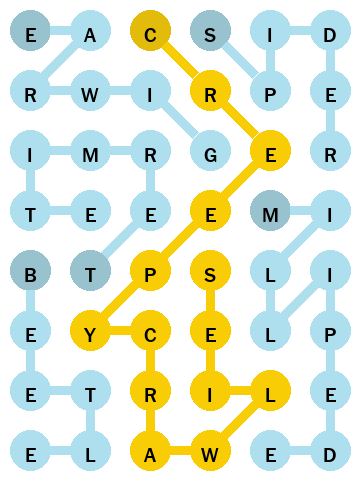 E A C S I D
R W I R P E
I M R G E R
T E E E M I
B T P S L I
E Y C E L P
E T R I L E
E L A W E D